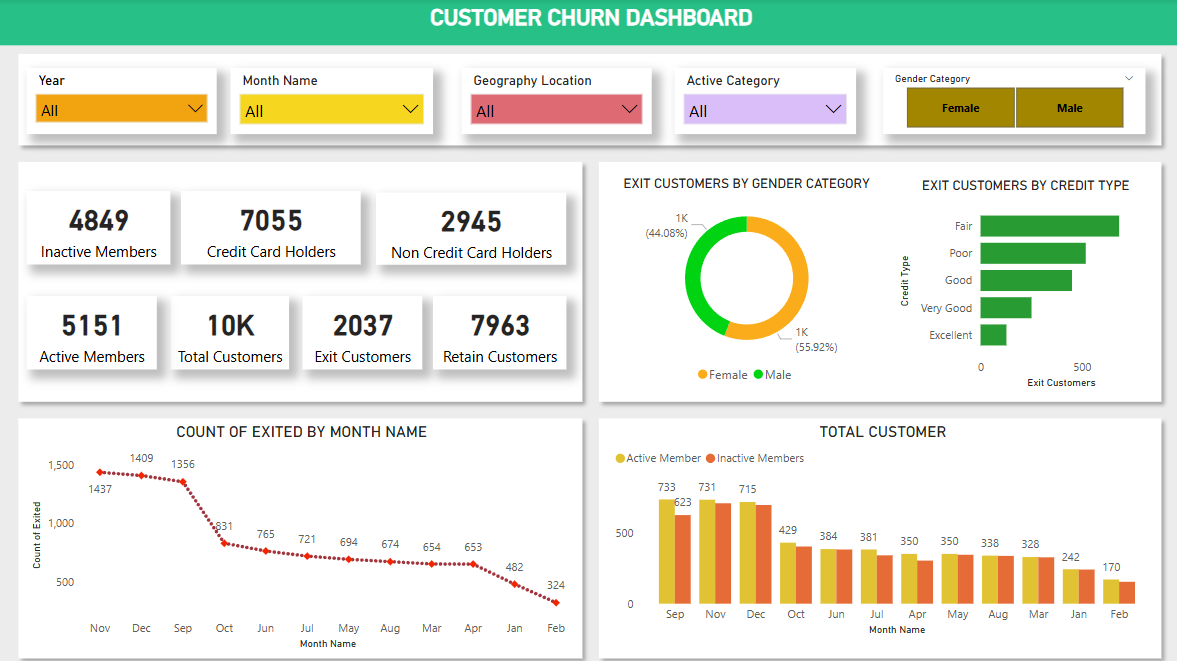 CUSTOMER CHURN DASHBOARD
Year
All
Month Name
All
Geography Location
All
Active Category
All
Gender Category
Female
Male
4849
Inactive Members
7055
Credit Card Holders
2945
Non Credit Card Holders
5151
Active Members
10K
Total Customers
2037
Exit Customers
7963
Retain Customers
EXIT CUSTOMERS BY GENDER CATEGORY
1K
(44.08%)
1K
(55.92%)
Female Male
EXIT CUSTOMERS BY CREDIT TYPE
Credit Type
Fair
Poor
Good
Very Good
Excellent
0 500
Exit Customers
COUNT OF EXITED BY MONTH NAME
Count of Exited
1,500
1,000
500
1437 1409 1356 831 765 721 694 674 654 653 482 324
Nov Dec Sep Oct Jun Jul May Aug Mar Apr Jan Feb
Month Name
TOTAL CUSTOMER
Active Member Inactive Members
500
0
733 623 731 715 429 384 381 350 350 338 328 242 170
Sep Nov Dec Oct Jun Jul Apr May Aug Mar Jan Feb
Month Name